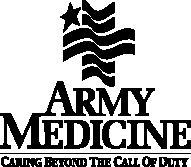 ARMY
MEDICINE
CARING BEYOND THE CALL OF DUTY